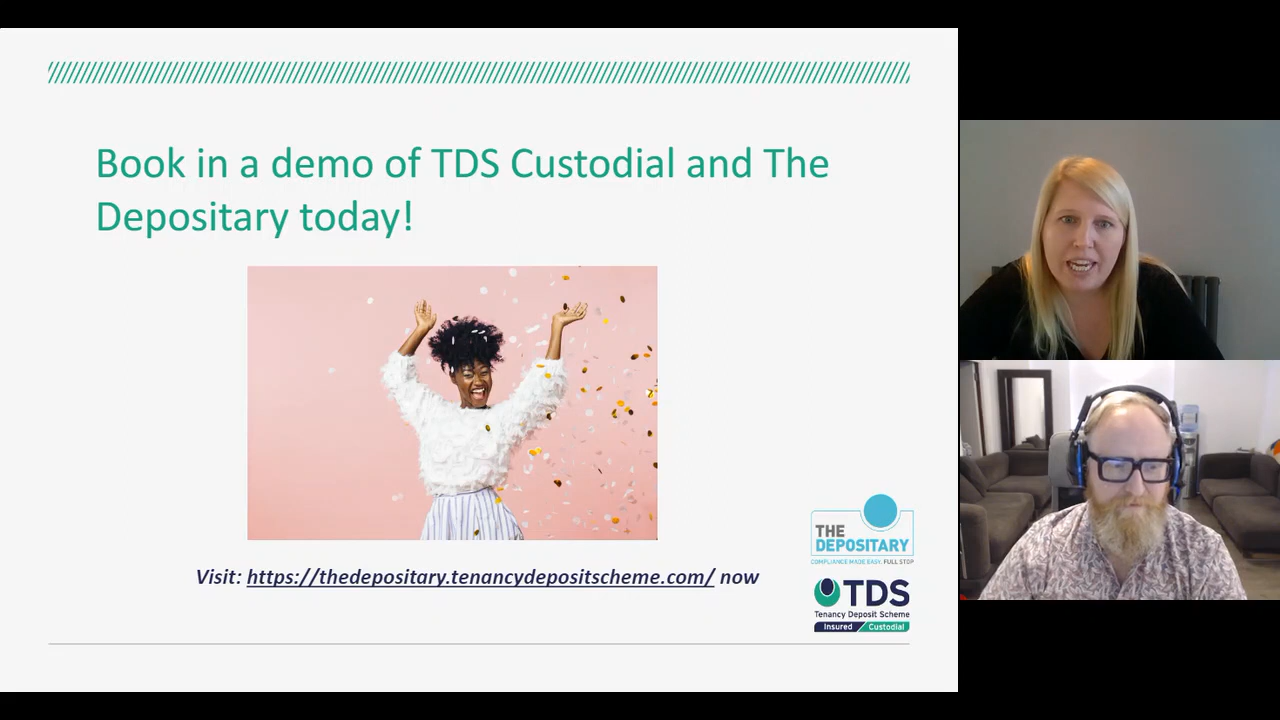 Book in a demo of TDS Custodial and The
Depositary today!
Visit: https://thedepositary.tenancydepositscheme.com/ now
THE
DEPOSITARY
COMPLIANCE MADE EASY. FULL STOP
TDS
Tenancy Deposit Scheme
Insured Custodial